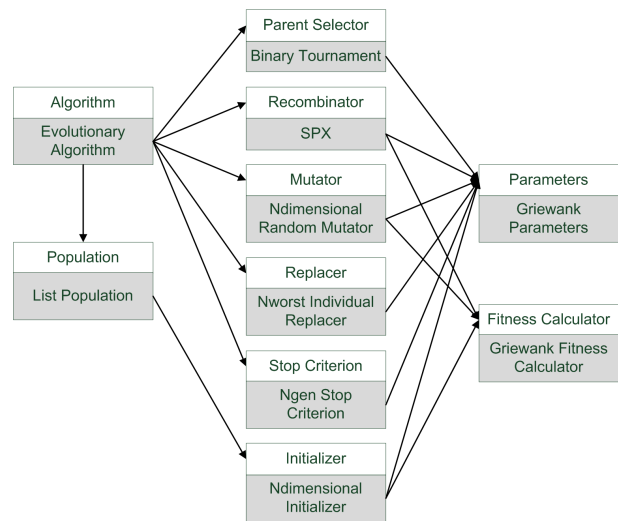 Parent Selector
Binary Tournament
Algorithm
Evolutionary
Algorithm
Recombinator
SPX
Mutator
Ndimensional
Random Mutator
Parameters
Griewank
Parameters
Population
List Population
Replacer
Nworst Individual
Replacer
Fitness Calculator
Griewank Fitness
Calculator
Stop Criterion
Ngen Stop
Criterion
Initializer
Ndimensional
Initializer